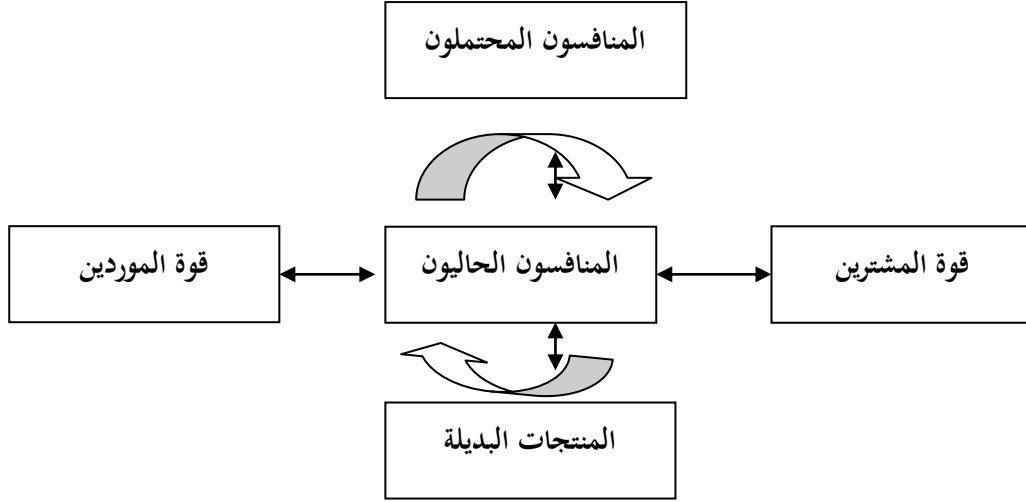 المنافسون المحتملون
قوة المشترين
المنافسون الحاليون
قوة الموردين
المنتجات البديلة